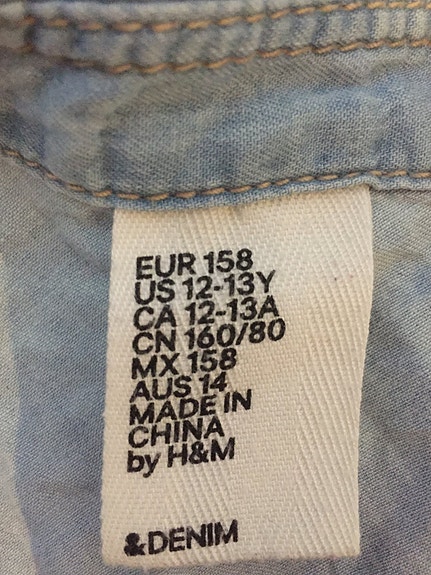 EUR 158
US 12-13Y
CA 12-13A
CN 160/80
MX 158
AUS 14
MADE IN
CHINA
by H&M
&DENIM